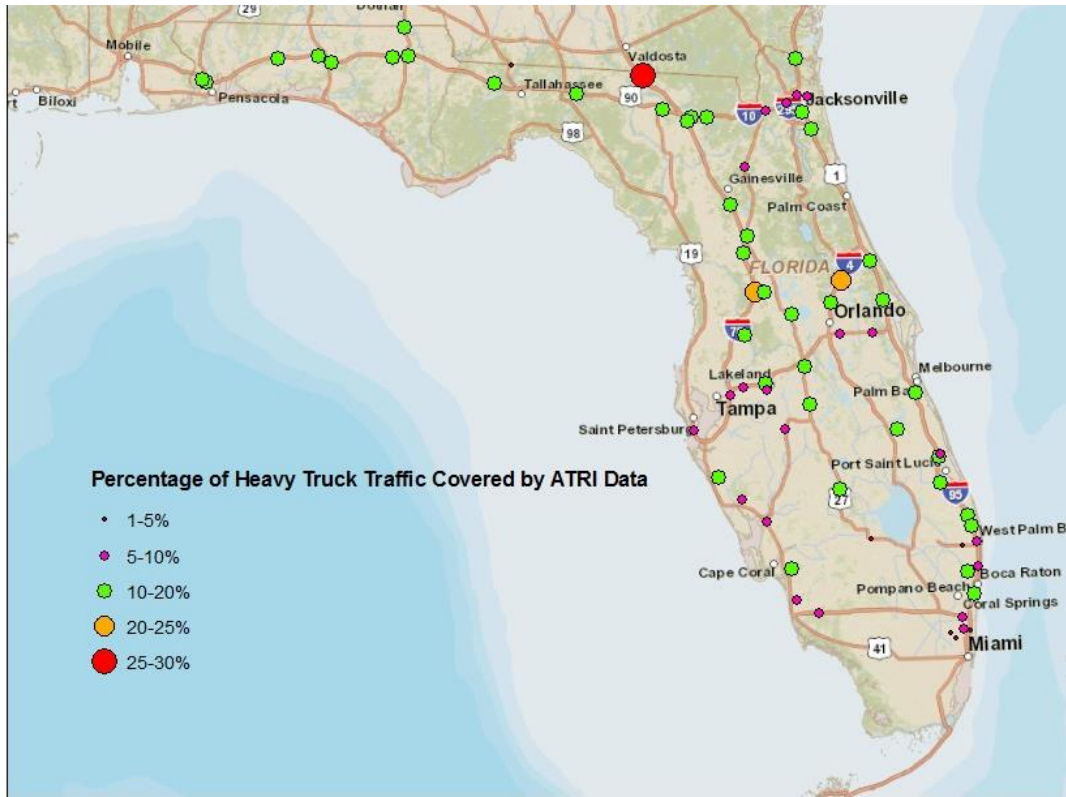 29
Dothan
Mobile
Valdosta
Biloxi
Pensacola
Tallahassee
90
10
Jacksonville
98
Gainesville
1
Palm Coast
19
FLORIDA
4
Orlando
75
Lakeland
Melbourne
Palm Ba
Tampa
Saint Petersburg
Port Saint Lucie
27
95
West Palm B
Cape Coral
Boca Raton
Pompano Beach
Coral Springs
41
Miami
Percentage of Heavy Truck Traffic Covered by ATRI Data
1-5%
5-10%
10-20%
20-25%
25-30%